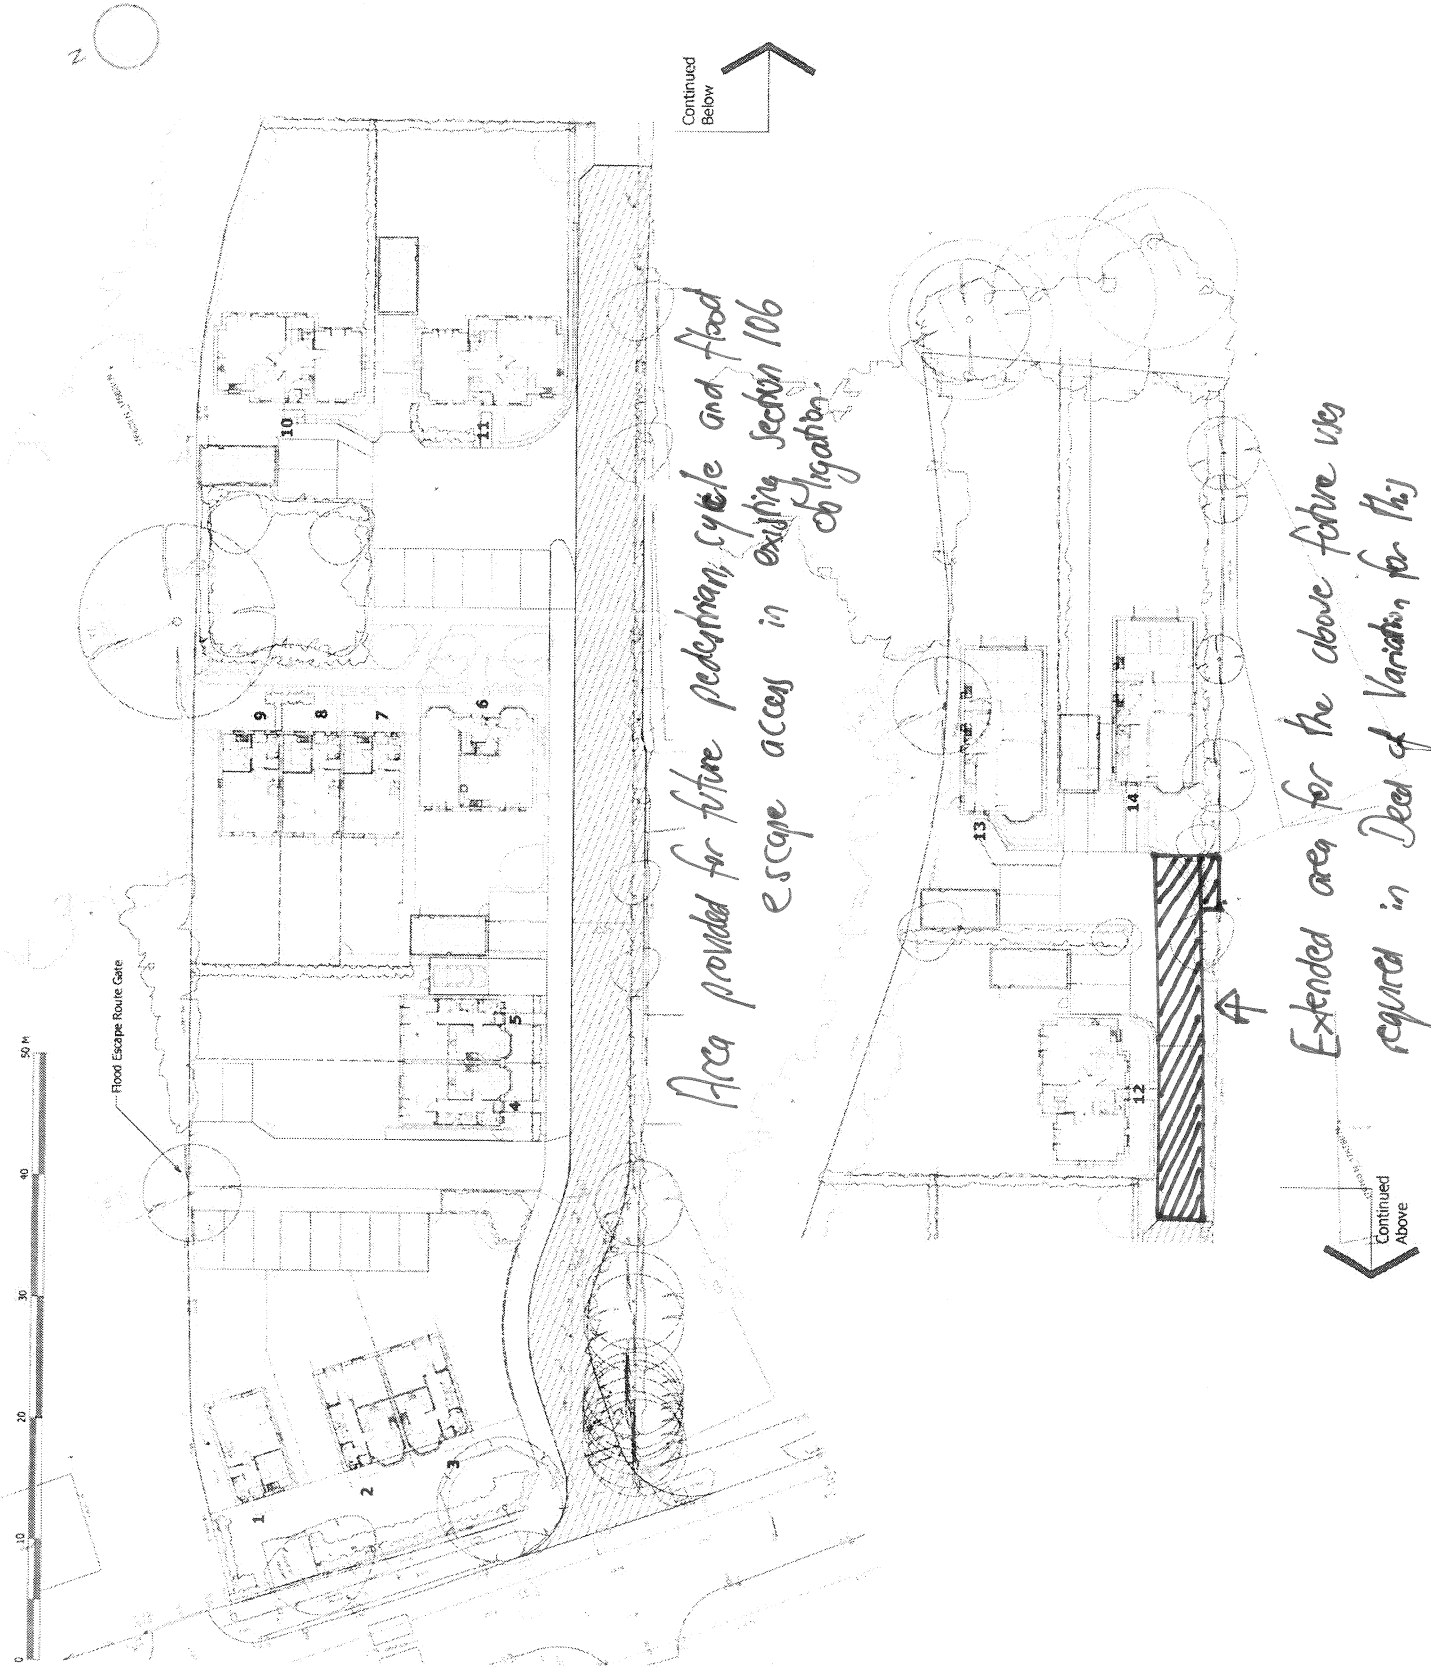 N
0 10 20 30 40 50 M
Flood Escape Route Gate
1
2
3
4
5
6
7
8
9
10
11
Continued
Below
Area provided for future pedestrian, cycle and flood
escape access in existing section 106
obligation.
12
13
14
Continued
Above
Extended area for the above future uses
required in Deed of Variation for this